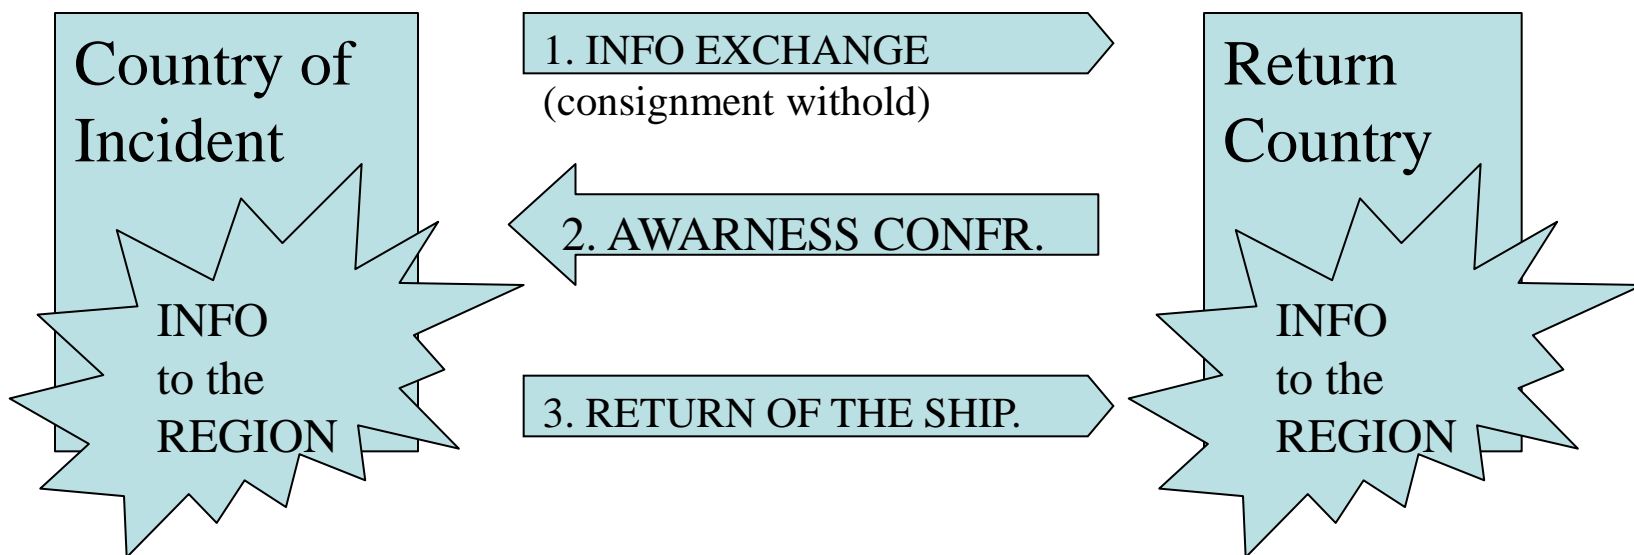 Country of
Incident
INFO
to the
REGION
1. INFO EXCHANGE
(consignment withold)
2. AWARNESS CONFR.
3. RETURN OF THE SHIP.
Return
Country
INFO
to the
REGION